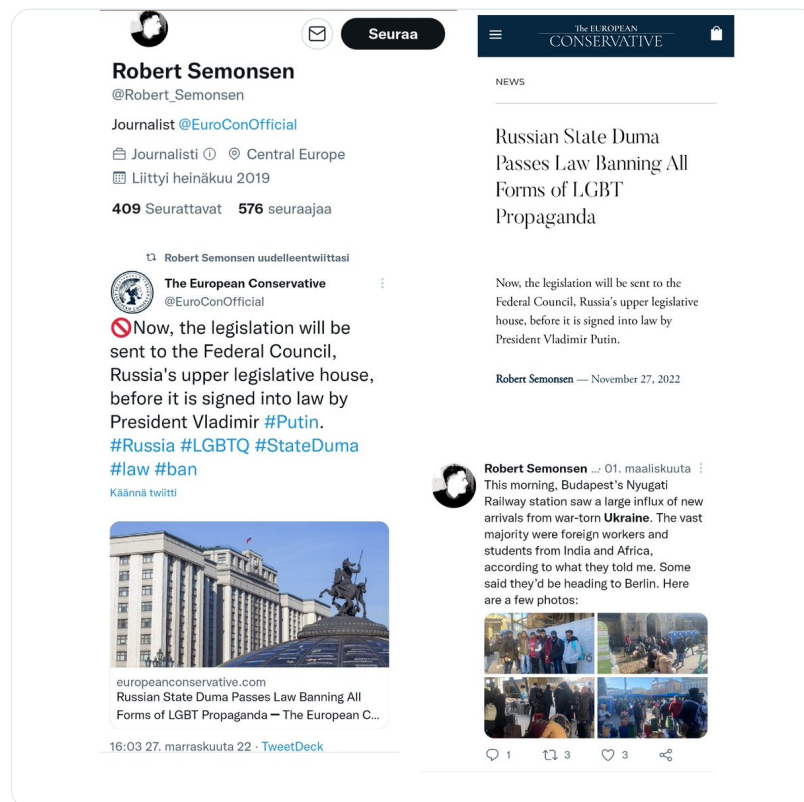 Seuraa
Robert Semonsen
@Robert_Semonsen
Journalist @EuroConOfficial
Journalisti Central Europe
Liittyi heinäkuu 2019
409 Seurattavat 576 seuraajaa
Robert Semonsen uudelleentwiittasi
The European Conservative
@EuroConOfficial
🚫Now, the legislation will be
sent to the Federal Council,
Russia's upper legislative house,
before it is signed into law by
President Vladimir #Putin.
#Russia #LGBTQ #StateDuma
#law #ban
Käännä twiitti
europeanconservative.com
Russian State Duma Passes Law Banning All
Forms of LGBT Propaganda — The European C...
16:03 27. marraskuuta 22 · TweetDeck
The EUROPEAN
CONSERVATIVE
NEWS
Russian State Duma
Passes Law Banning All
Forms of LGBT
Propaganda
Now, the legislation will be sent to the
Federal Council, Russia's upper legislative
house, before it is signed into law by
President Vladimir Putin.
Robert Semonsen — November 27, 2022
Robert Semonsen ... · 01. maaliskuuta
This morning, Budapest's Nyugati
Railway station saw a large influx of new
arrivals from war-torn Ukraine. The vast
majority were foreign workers and
students from India and Africa,
according to what they told me. Some
said they'd be heading to Berlin. Here
are a few photos:
1 3 3